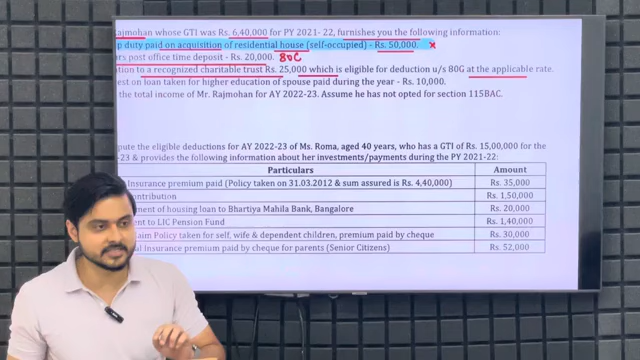 Rajmohan whose GTI was Rs. 6,40,000 for PY 2021- 22, furnishes you the following information:
p duty paid on acquisition of residential house (self-occupied) - Rs. 50,000. ×
ars post office time deposit - Rs. 20,000. 80C
tion to a recognized charitable trust Rs. 25,000 which is eligible for deduction u/s 80G at the applicable rate.
est on loan taken for higher education of spouse paid during the year - Rs. 10,000.
the total income of Mr. Rajmohan for AY 2022-23. Assume he has not opted for section 115BAC.
pute the eligible deductions for AY 2022-23 of Ms. Roma, aged 40 years, who has a GTI of Rs. 15,00,000 for the
-23 & provides the following information about her investments/payments during the PY 2021-22:
Particulars Amount
Insurance premium paid (Policy taken on 31.03.2012 & sum assured is Rs. 4,40,000) Rs. 35,000
ontribution Rs. 1,50,000
ment of housing loan to Bhartiya Mahila Bank, Bangalore Rs. 20,000
ent to LIC Pension Fund Rs. 1,40,000
aim Policy taken for self, wife & dependent children, premium paid by cheque Rs. 30,000
al Insurance premium paid by cheque for parents (Senior Citizens) Rs. 52,000